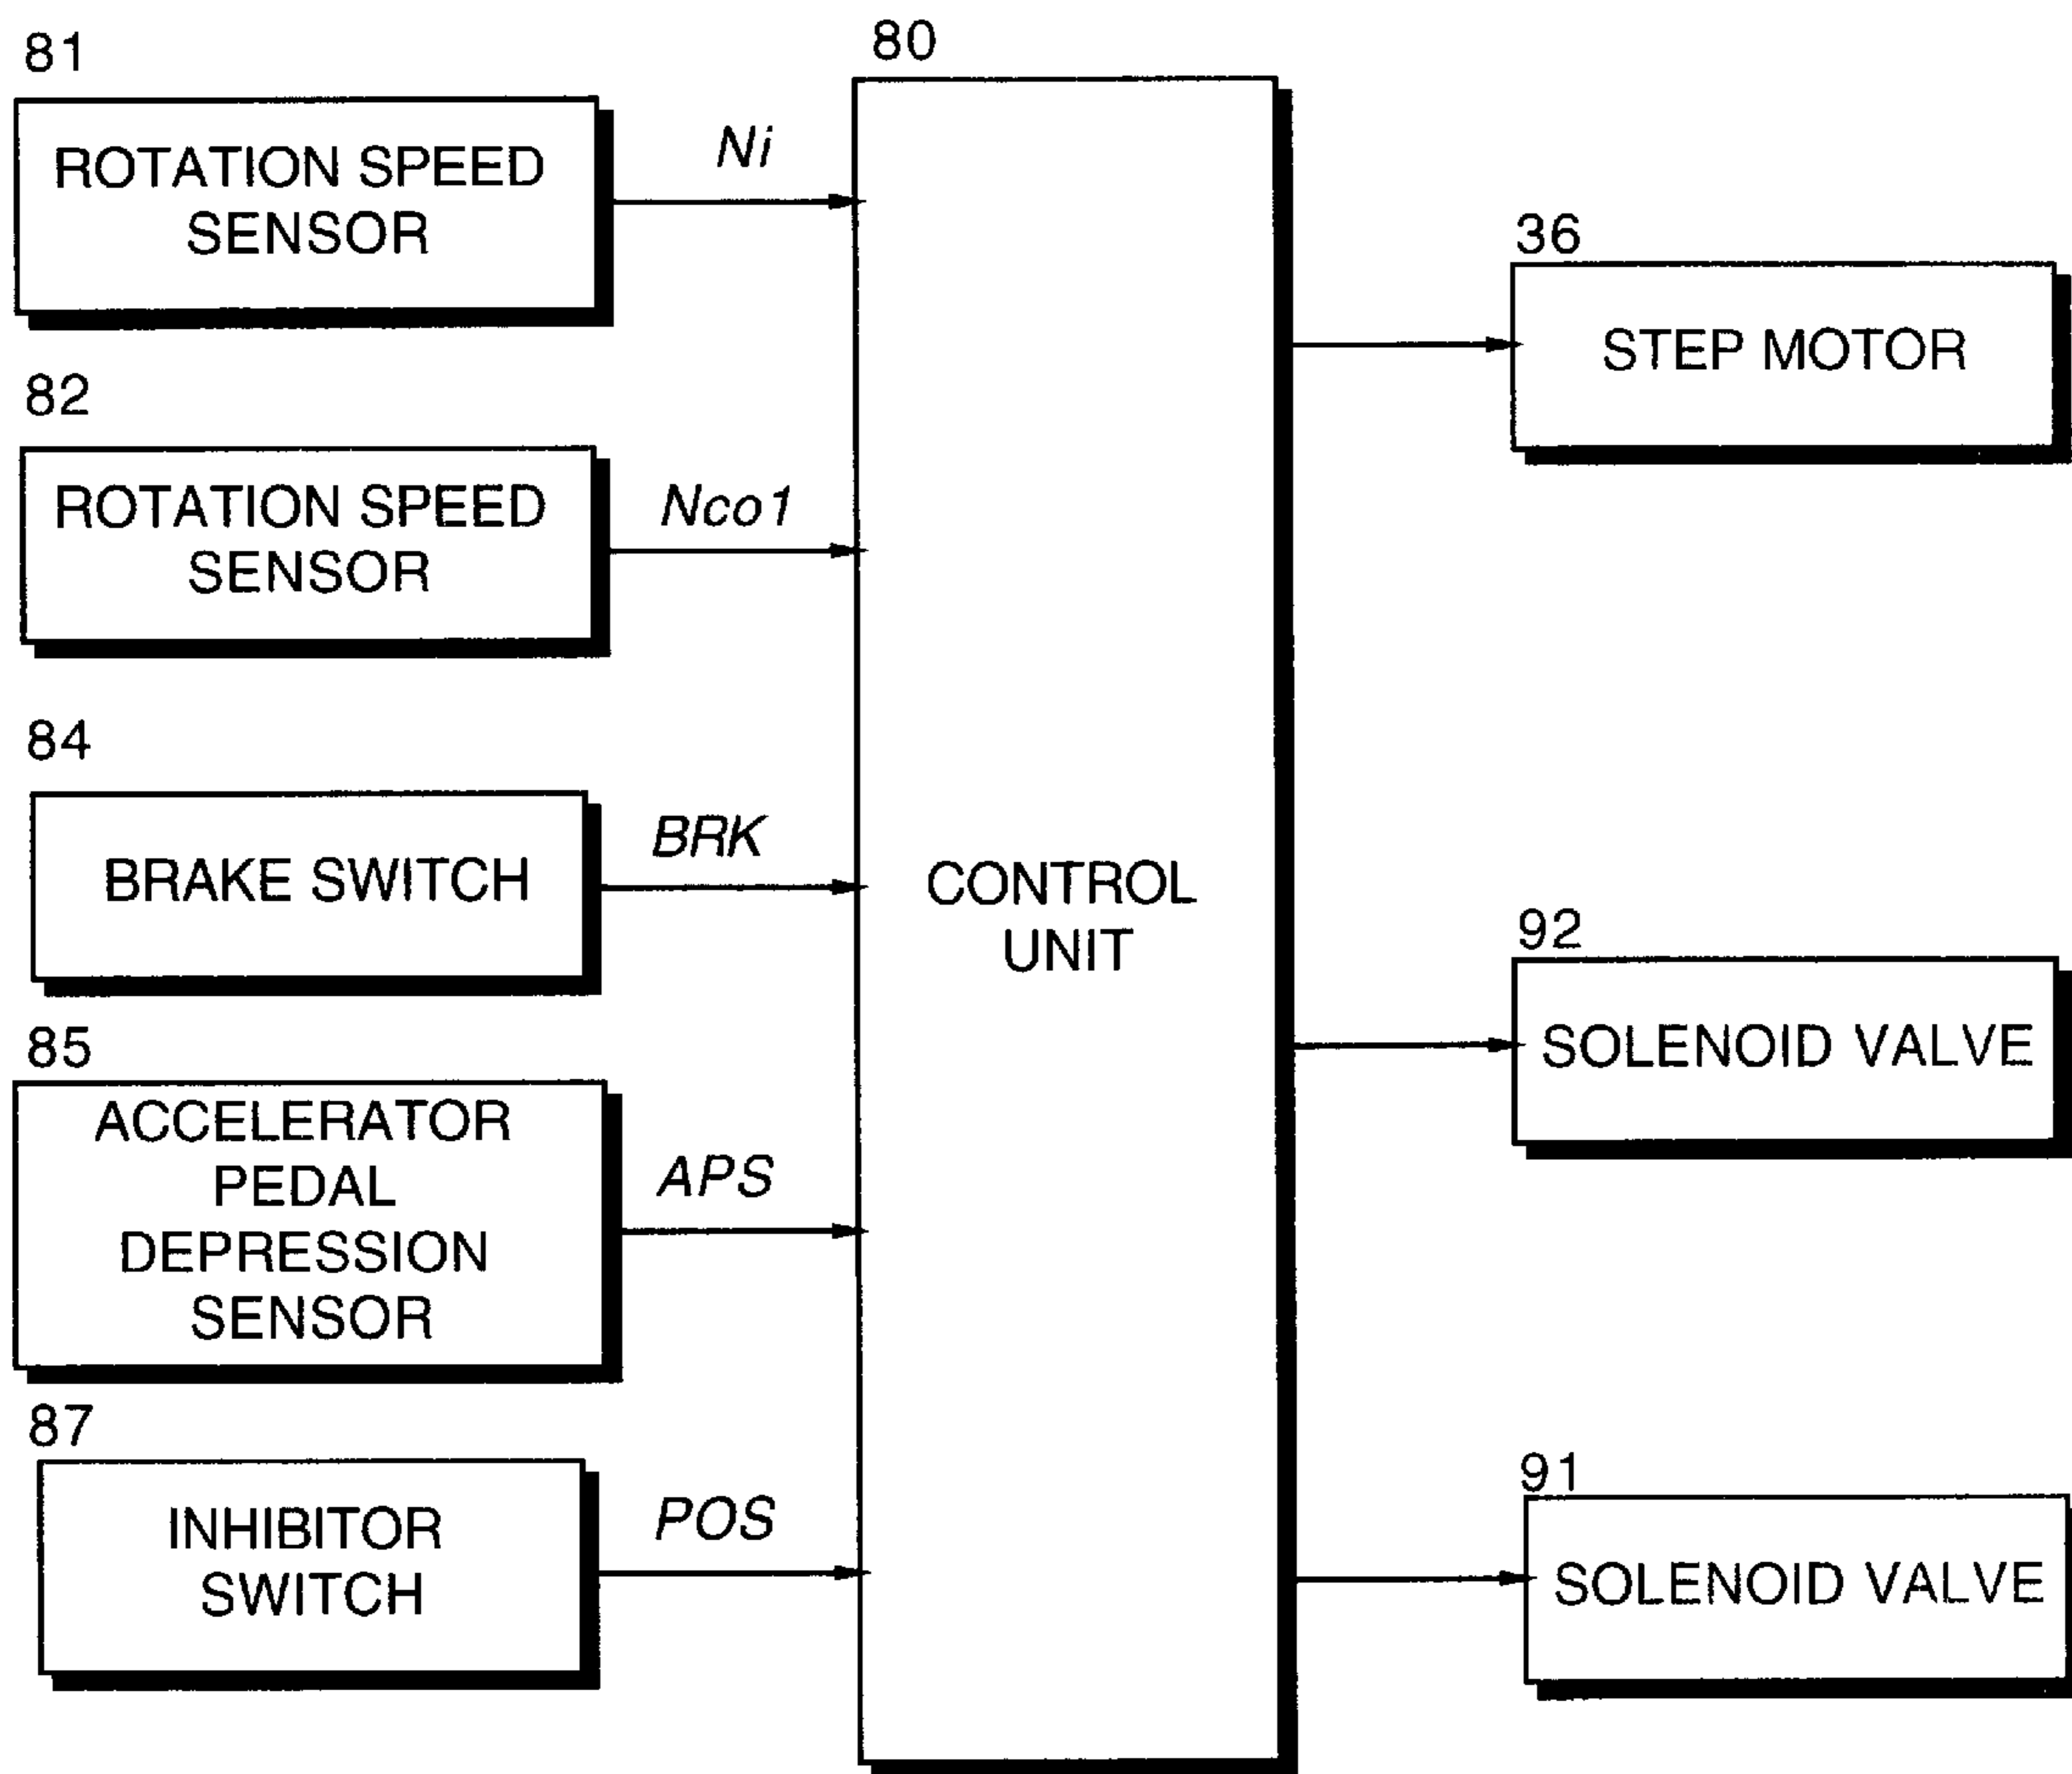 81
ROTATION SPEED
SENSOR
Ni
82
ROTATION SPEED
SENSOR
Nco1
84
BRAKE SWITCH
BRK
85
ACCELERATOR
PEDAL
DEPRESSION
SENSOR
APS
87
INHIBITOR
SWITCH
POS
80
CONTROL
UNIT
36
STEP MOTOR
92
SOLENOID VALVE
91
SOLENOID VALVE